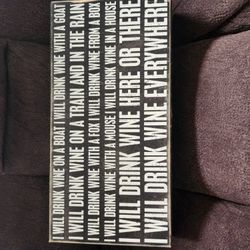 I WILL DRINK WINE ON A BOAT I WILL DRINK WINE WITH A GOAT
I WILL DRINK WINE ON A TRAIN AND IN THE RAIN
I WILL DRINK WINE WITH A FOX I WILL DRINK WINE FROM A BOX
I WILL DRINK WINE WITH A MOUSE I WILL DRINK WINE IN A HOUSE
I WILL DRINK WINE HERE OR THERE
I WILL DRINK WINE EVERYWHERE